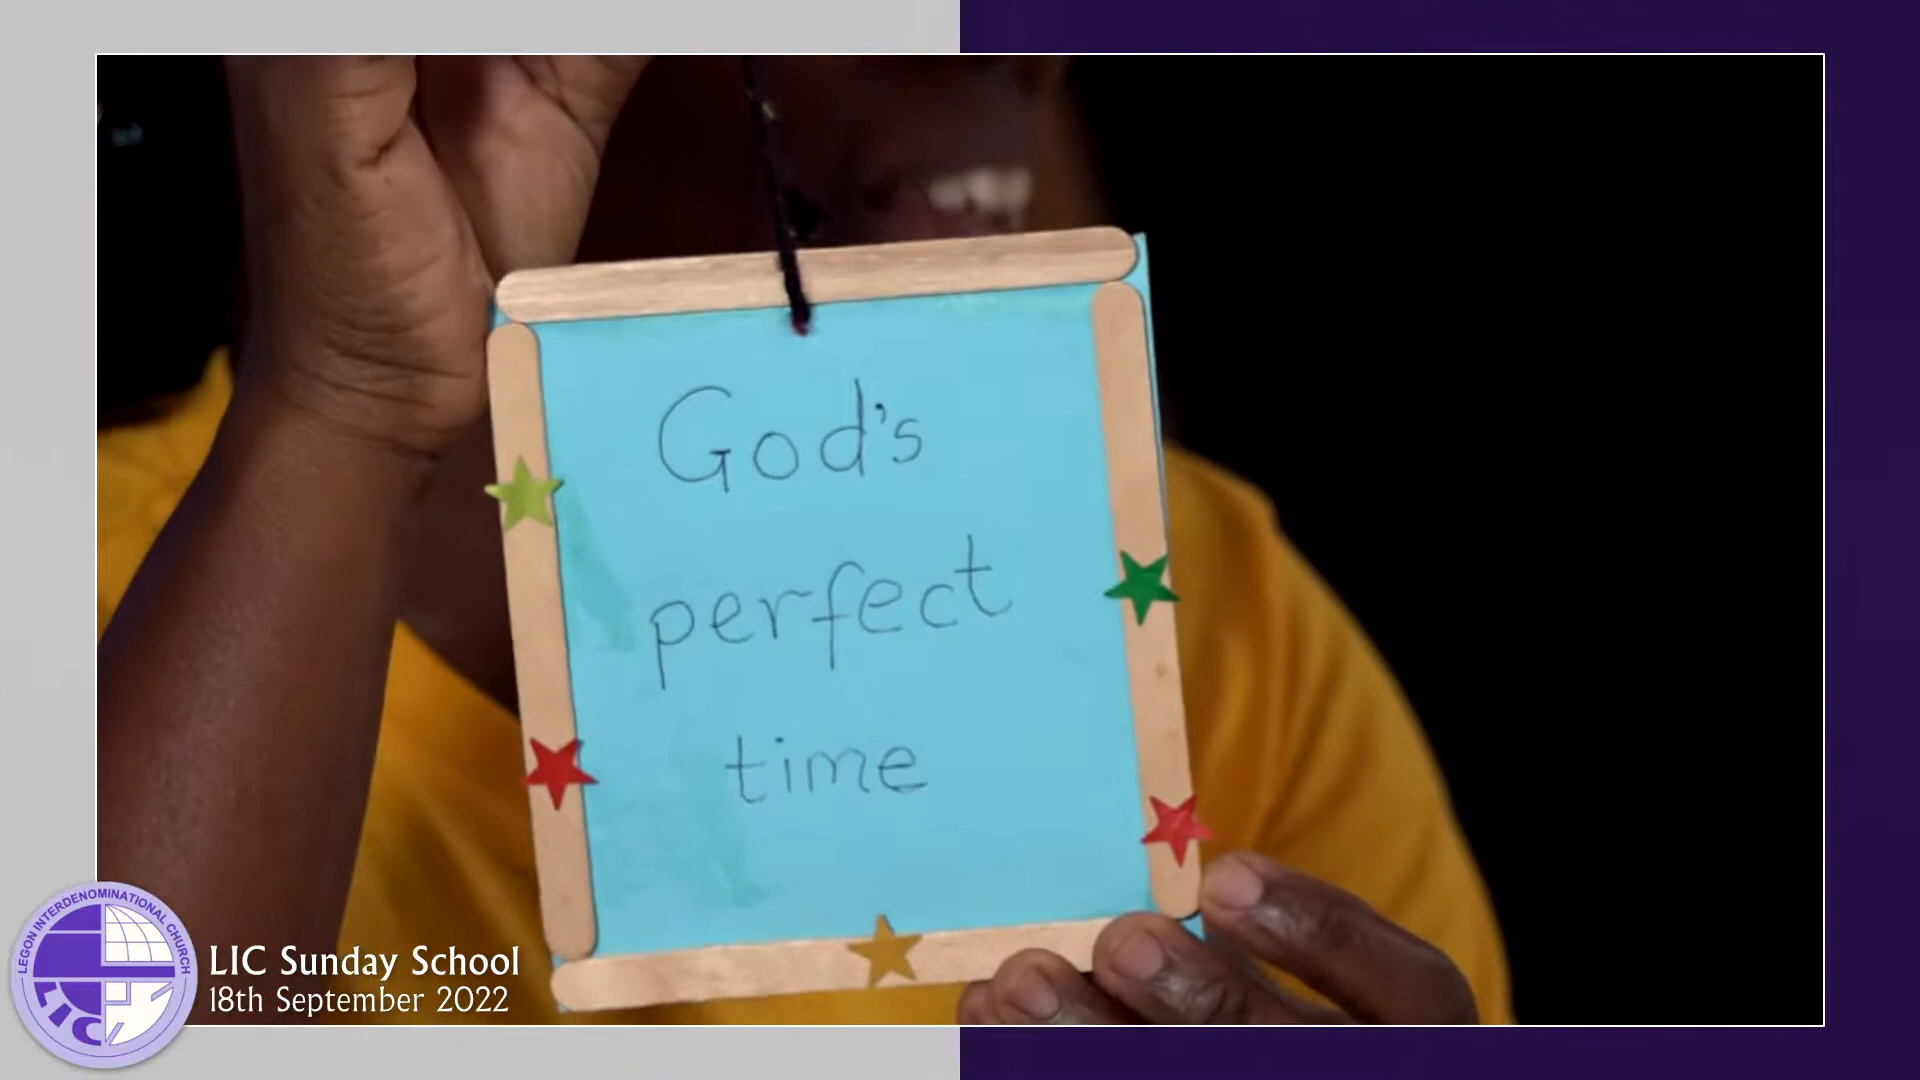 God's
perfect
time
LEGON INTERDENOMINATIONAL CHURCH
LIC
LIC Sunday School
18th September 2022